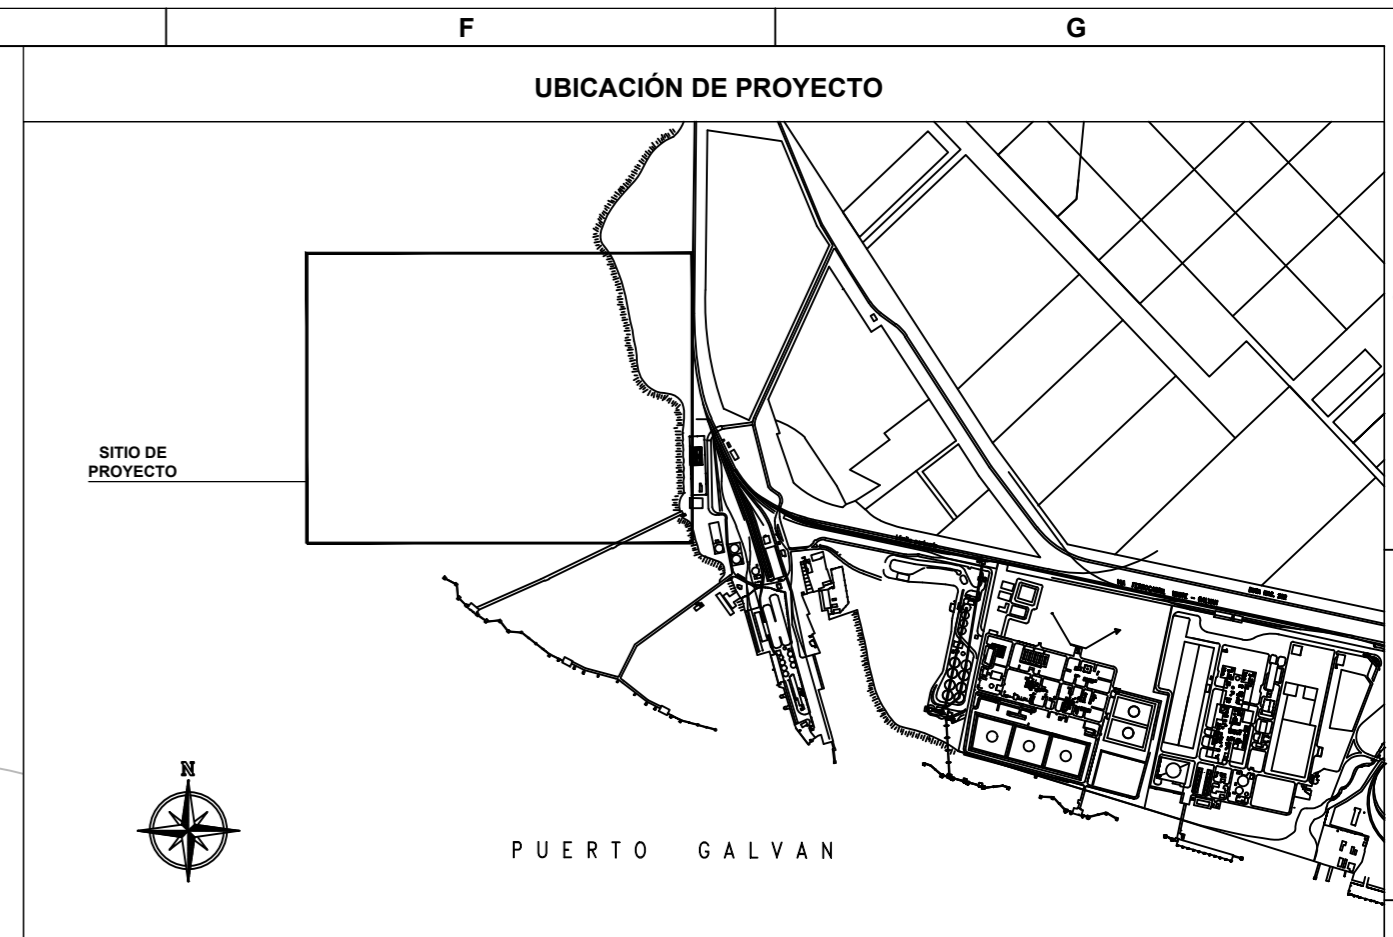 F
G
UBICACIÓN DE PROYECTO
SITIO DE
PROYECTO
N
PUERTO GALVAN